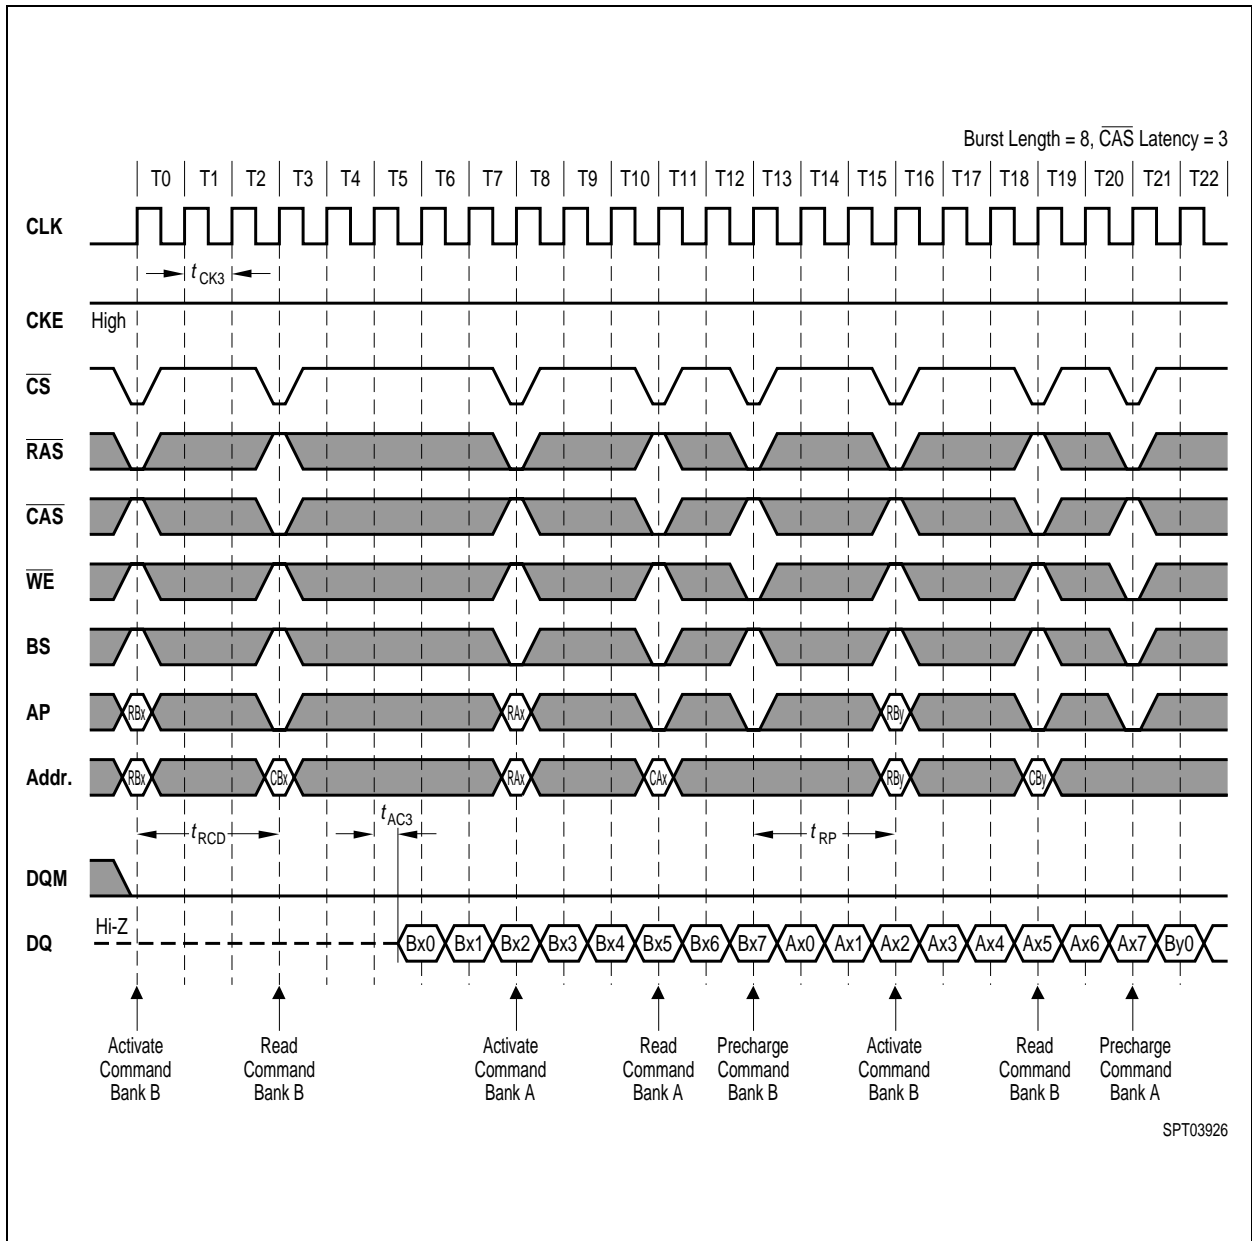 Burst Length = 8, CAS Latency = 3
T0 T1 T2 T3 T4 T5 T6 T7 T8 T9 T10 T11 T12 T13 T14 T15 T16 T17 T18 T19 T20 T21 T22
CLK
t CK3
CKE High
CS
RAS
CAS
WE
BS
AP RBx RAx RBy
Addr. RBx CBx RAx CAx RBy CBy
t RCD t AC3 t RP
DQM
Hi-Z
DQ Bx0 Bx1 Bx2 Bx3 Bx4 Bx5 Bx6 Bx7 Ax0 Ax1 Ax2 Ax3 Ax4 Ax5 Ax6 Ax7 By0
Activate Read Activate Read Precharge Activate Read Precharge
Command Command Command Command Command Command Command Command
Bank B Bank B Bank A Bank A Bank B Bank B Bank B Bank A
SPT03926